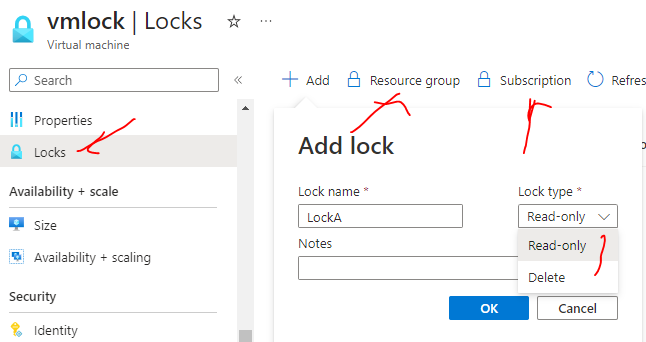 vmlock | Locks
Virtual machine
Search
Add Resource group Subscription Refres
Properties
Locks
Availability + scale
Size
Availability + scaling
Security
Identity
Add lock
Lock name *
LockA
Lock type *
Read-only
Read-only
Delete
Notes
OK Cancel